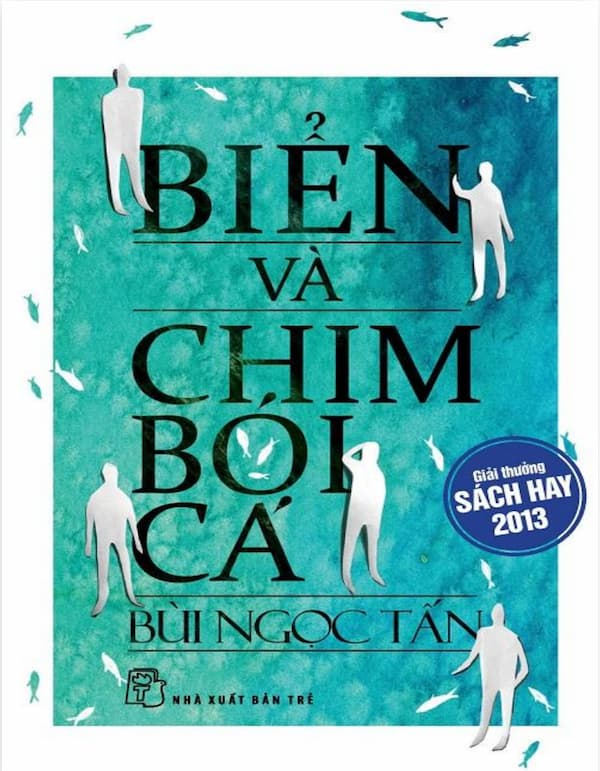 BIỂN
VÀ
CHIM
BÓI
CÁ
Giải thưởng
SÁCH HAY
2013
BÙI NGỌC TẤN
NHÀ XUẤT BẢN TRẺ